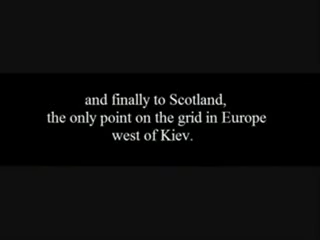 and finally to Scotland,
the only point on the grid in Europe
west of Kiev.